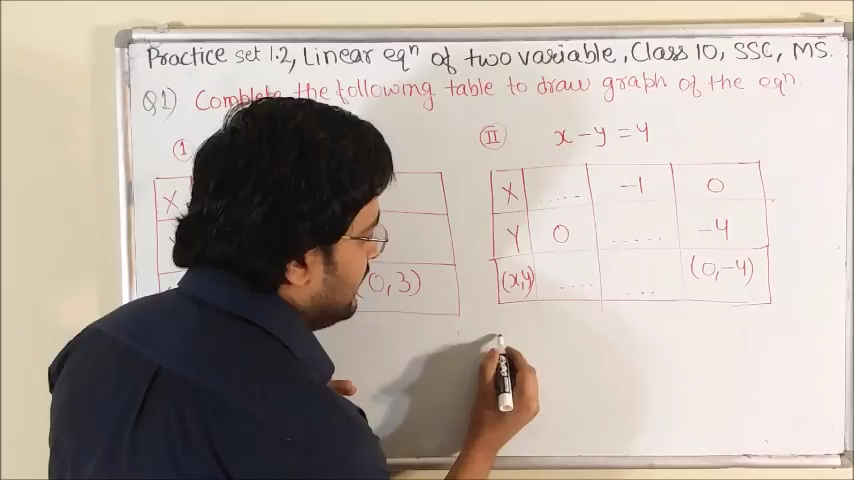 Practice set 1.2, Linear eqn of two variable, Class 10, SSC, MS.
Q1) Complete the following table to draw graph of the eqn.
I
X
0, 3)
II x - y = 4
X ..... -1 0
Y 0 ..... -4
(x,y) ..... ..... (0,-4)